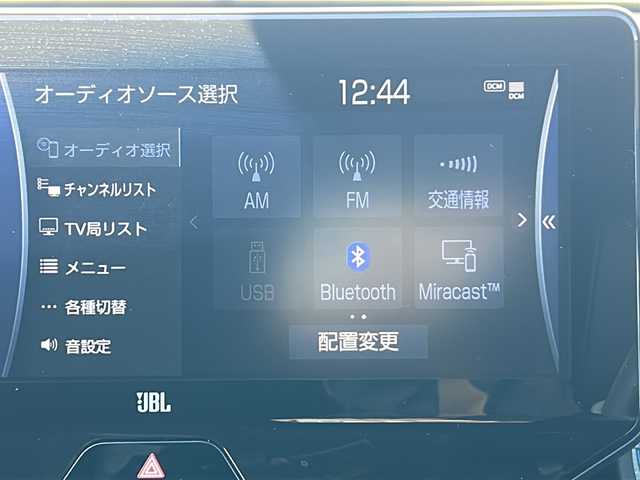 オーディオソース選択
12:44
DCM
DCM
オーディオ選択
チャンネルリスト
TV局リスト
メニュー
各種切替
音設定
AM
FM
交通情報
USB
Bluetooth
Miracast™
配置変更
JBL